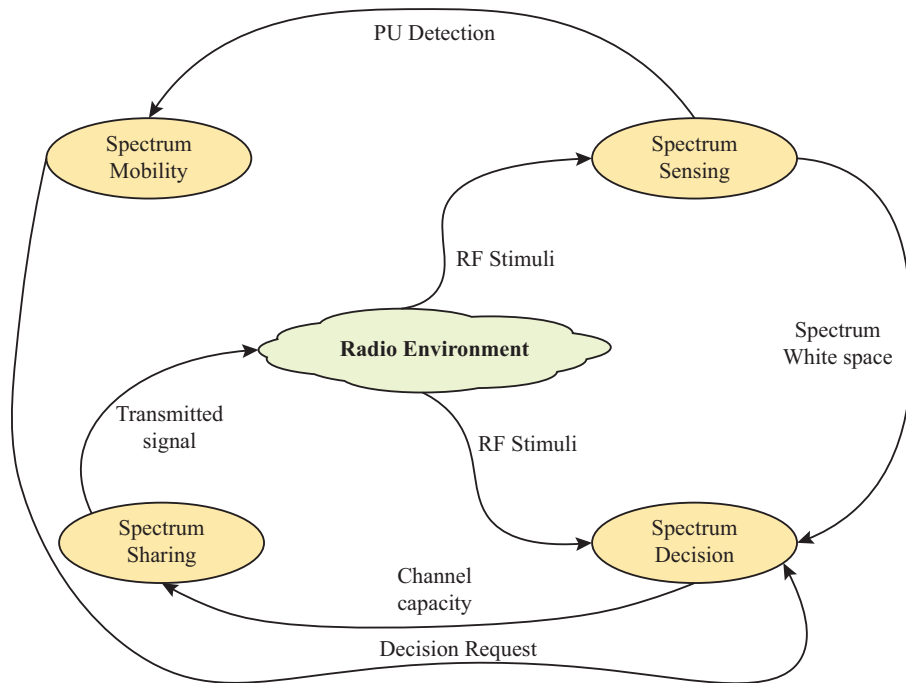 PU Detection
Spectrum
Mobility
Spectrum
Sensing
RF Stimuli
Radio Environment
Spectrum
White space
Transmitted
signal
RF Stimuli
Spectrum
Sharing
Spectrum
Decision
Channel
capacity
Decision Request